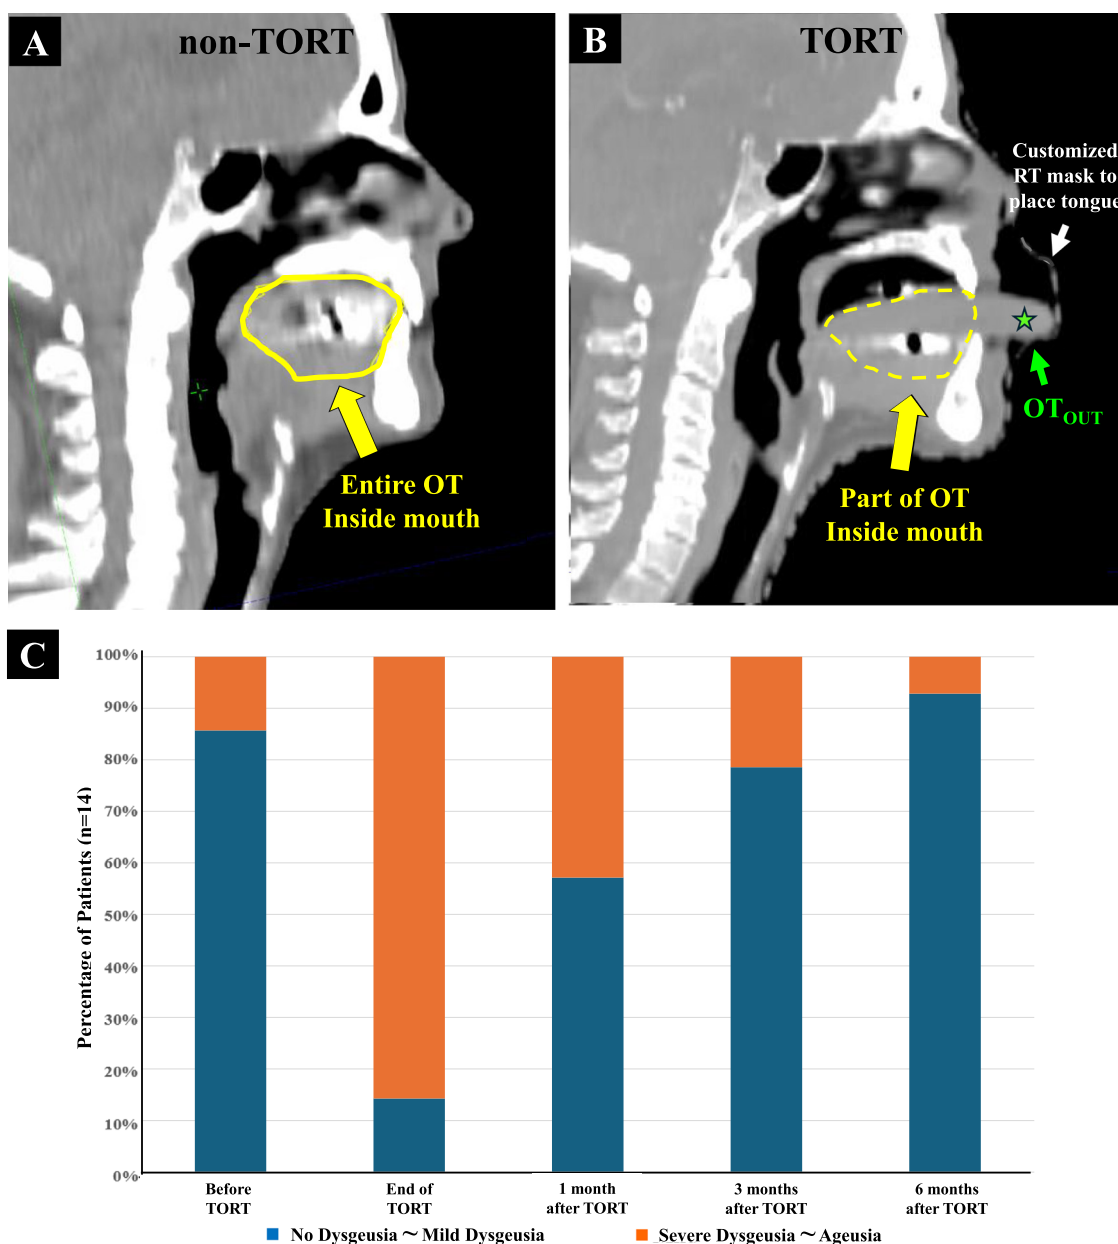 A
non-TORT
Entire OT
Inside mouth
B
TORT
Customized
RT mask to
place tongue
OTOUT
Part of OT
Inside mouth
C
Percentage of Patients (n=14)
100%
90%
80%
70%
60%
50%
40%
30%
20%
10%
0%
Before
TORT
End of
TORT
1 month
after TORT
3 months
after TORT
6 months
after TORT
No Dysgeusia ~ Mild Dysgeusia
Severe Dysgeusia ~ Ageusia